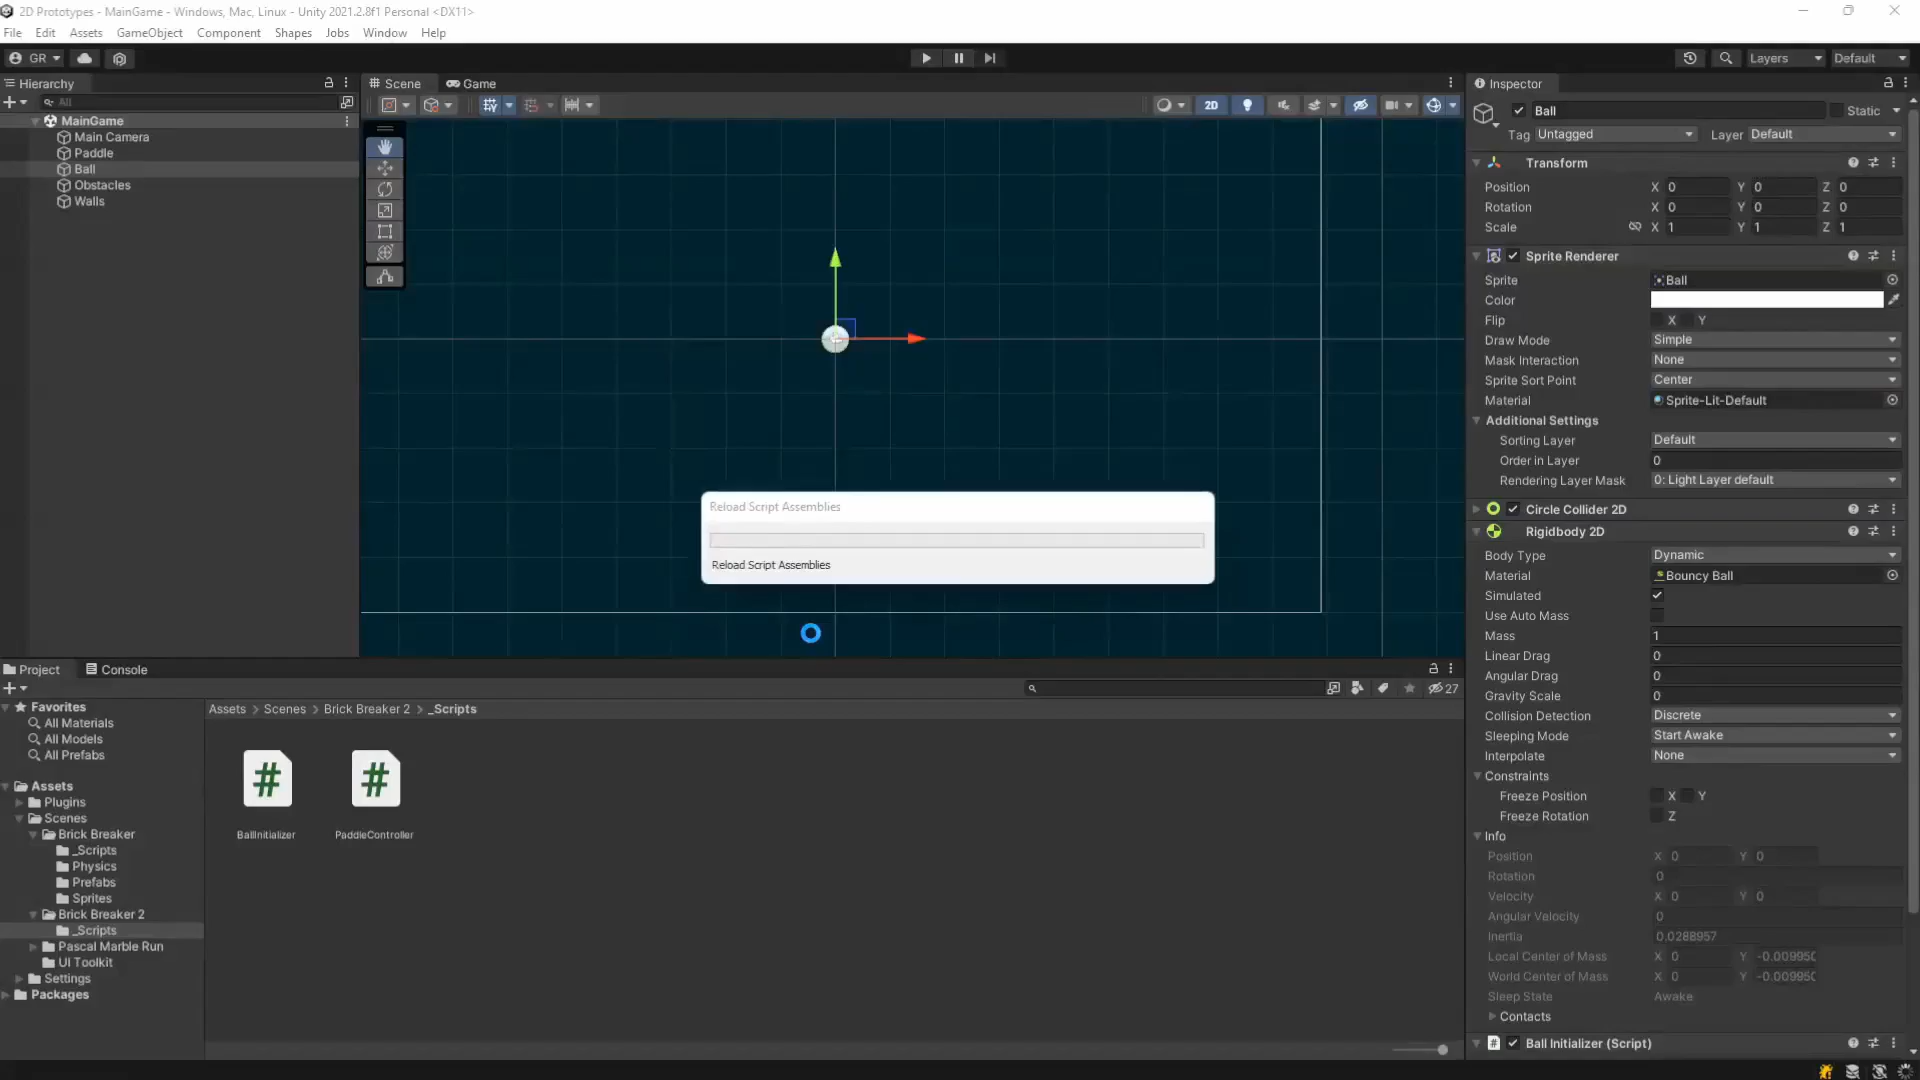 2D Prototypes - MainGame - Windows, Mac, Linux - Unity 2021.2.8f1 Personal <DX11>
File Edit Assets GameObject Component Shapes Jobs Window Help
GR Layers Default
Hierarchy
All
MainGame
Main Camera
Paddle
Ball
Obstacles
Walls
Scene Game
2D
Reload Script Assemblies
Reload Script Assemblies
Inspector
Ball Static
Tag Untagged Layer Default
Transform
Position X 0 Y 0 Z 0
Rotation X 0 Y 0 Z 0
Scale X 1 Y 1 Z 1
Sprite Renderer
Sprite Ball
Color
Flip X Y
Draw Mode Simple
Mask Interaction None
Sprite Sort Point Center
Material Sprite-Lit-Default
Additional Settings
Sorting Layer Default
Order in Layer 0
Rendering Layer Mask 0: Light Layer default
Circle Collider 2D
Rigidbody 2D
Body Type Dynamic
Material Bouncy Ball
Simulated
Use Auto Mass
Mass 1
Linear Drag 0
Angular Drag 0
Gravity Scale 0
Collision Detection Discrete
Sleeping Mode Start Awake
Interpolate None
Constraints
Freeze Position X Y
Freeze Rotation Z
Info
Position X 0 Y 0
Rotation 0
Velocity X 0 Y 0
Angular Velocity 0
Inertia 0.0288957
Local Center of Mass X 0 Y -0.00995(
World Center of Mass X 0 Y -0.00995(
Sleep State Awake
Contacts
Ball Initializer (Script)
Project Console
27
Favorites
All Materials
All Models
All Prefabs
Assets
Plugins
Scenes
Brick Breaker
_Scripts
Physics
Prefabs
Sprites
Brick Breaker 2
_Scripts
Pascal Marble Run
UI Toolkit
Settings
Packages
Assets > Scenes > Brick Breaker 2 > _Scripts
BallInitializer PaddleController